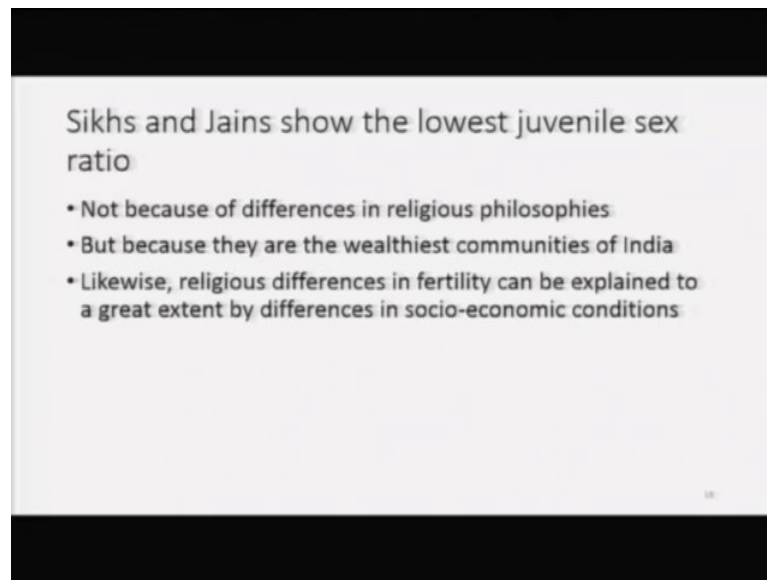 Sikhs and Jains show the lowest juvenile sex
ratio
• Not because of differences in religious philosophies
• But because they are the wealthiest communities of India
• Likewise, religious differences in fertility can be explained to
a great extent by differences in socio-economic conditions